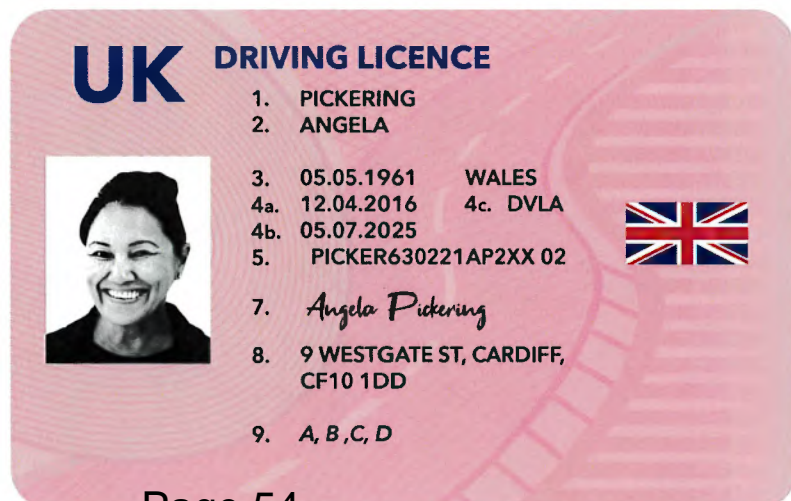 UK DRIVING LICENCE
1. PICKERING
2. ANGELA
3. 05.05.1961 WALES
4a. 12.04.2016 4c. DVLA
4b. 05.07.2025
5. PICKER630221AP2XX 02
7. Angela Pickering
8. 9 WESTGATE ST, CARDIFF,
CF10 1DD
9. A, B ,C, D
Page 54